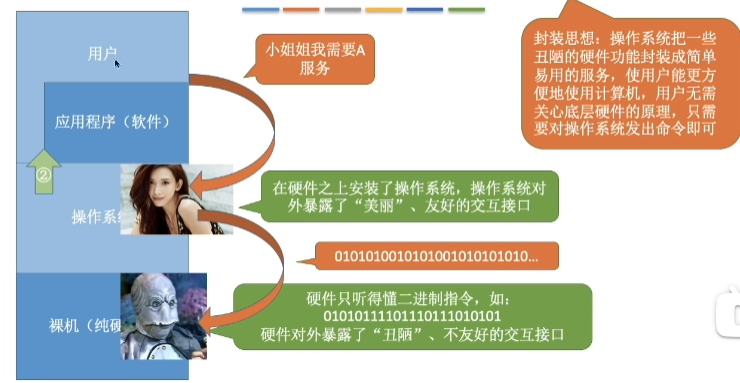 用户
应用程序（软件）
②
操作系
裸机（纯硬
小姐姐我需要A
服务
封装思想：操作系统把一些
丑陋的硬件功能封装成简单
易用的服务，使用户能更方
便地使用计算机，用户无需
关心底层硬件的原理，只需
要对操作系统发出命令即可
在硬件之上安装了操作系统，操作系统对
外暴露了“美丽”、友好的交互接口
0101010010101001010101010...
硬件只听得懂二进制指令，如：
01010111101110111010101
硬件对外暴露了“丑陋”、不友好的交互接口